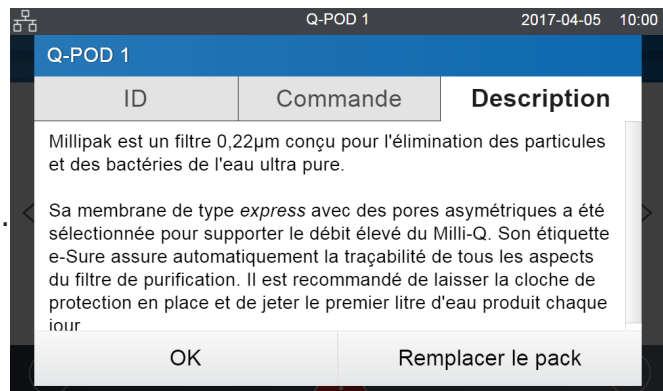 Q-POD 1 2017-04-05 10:00
Q-POD 1
ID Commande Description
Millipak est un filtre 0,22µm conçu pour l'élimination des particules
et des bactéries de l'eau ultra pure.
Sa membrane de type express avec des pores asymétriques a été
sélectionnée pour supporter le débit élevé du Milli-Q. Son étiquette
e-Sure assure automatiquement la traçabilité de tous les aspects
du filtre de purification. Il est recommandé de laisser la cloche de
protection en place et de jeter le premier litre d'eau produit chaque
jour
OK Remplacer le pack